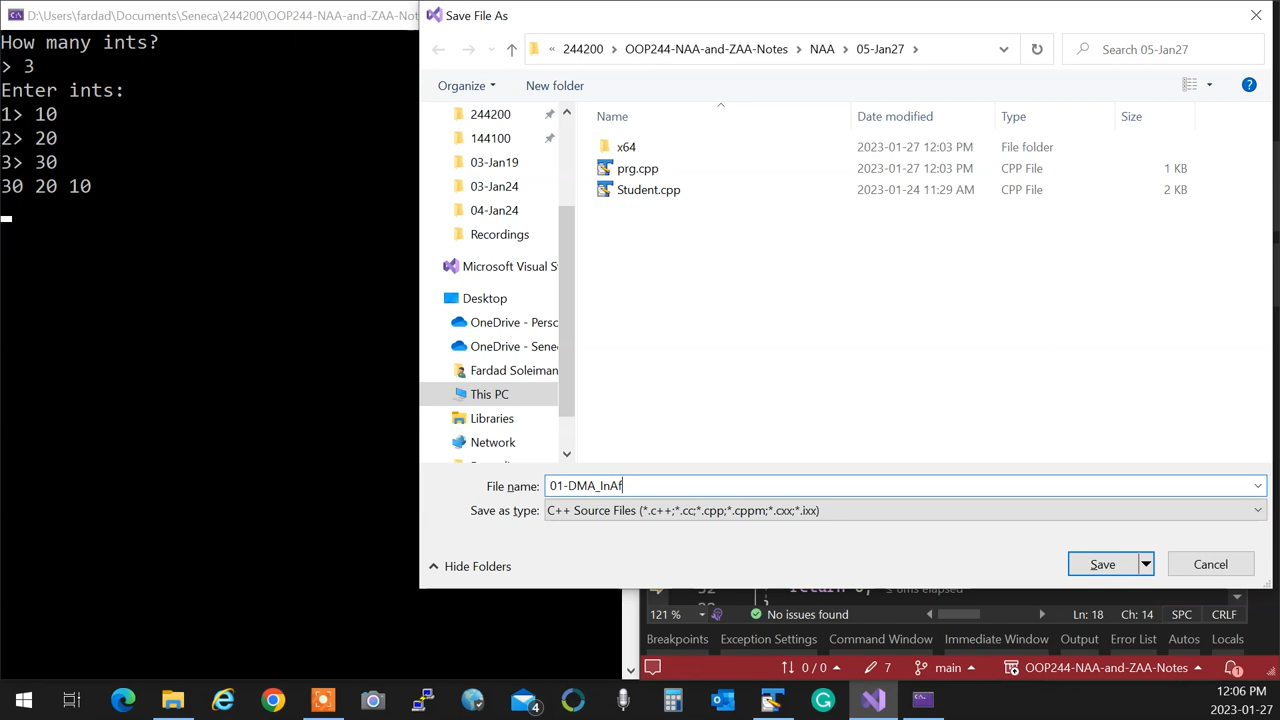 D:\Users\fardad\Documents\Seneca\244200\OOP244-NAA-and-ZAA-Not
How many ints?
> 3
Enter ints:
1> 10
2> 20
3> 30
30 20 10
Save File As
« 244200 > OOP244-NAA-and-ZAA-Notes > NAA > 05-Jan27 >
Search 05-Jan27
Organize
New folder
244200
144100
03-Jan19
03-Jan24
04-Jan24
Recordings
Microsoft Visual S
Desktop
OneDrive - Perso
OneDrive - Sene
Fardad Soleiman
This PC
Libraries
Network
Name Date modified Type Size
x64 2023-01-27 12:03 PM File folder
prg.cpp 2023-01-27 12:03 PM CPP File 1 KB
Student.cpp 2023-01-24 11:29 AM CPP File 2 KB
File name: 01-DMA_InAf
Save as type: C++ Source Files (*.c++;*.cc;*.cpp;*.cppm;*.cxx;*.ixx)
Hide Folders
Save
Cancel
121 % No issues found Ln: 18 Ch: 14 SPC CRLF
Breakpoints Exception Settings Command Window Immediate Window Output Error List Autos Locals
0 / 0 7 main OOP244-NAA-and-ZAA-Notes 1
4
12:06 PM
2023-01-27